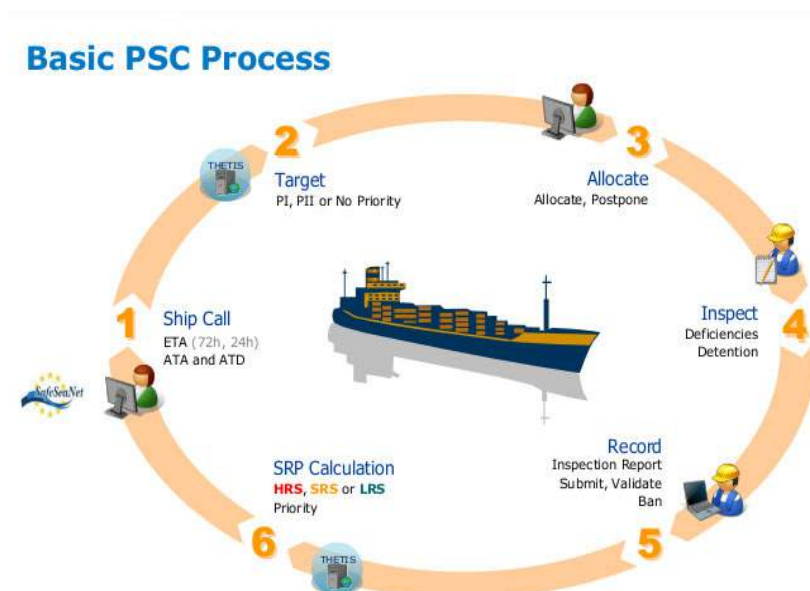 Basic PSC Process
1
Ship Call
ETA (72h, 24h)
ATA and ATD
SafeSeaNet
THETIS
2
Target
PI, PII or No Priority
3
Allocate
Allocate, Postpone
4
Inspect
Deficiencies
Detention
5
Record
Inspection Report
Submit, Validate
Ban
THETIS
6
SRP Calculation
HRS, SRS or LRS
Priority